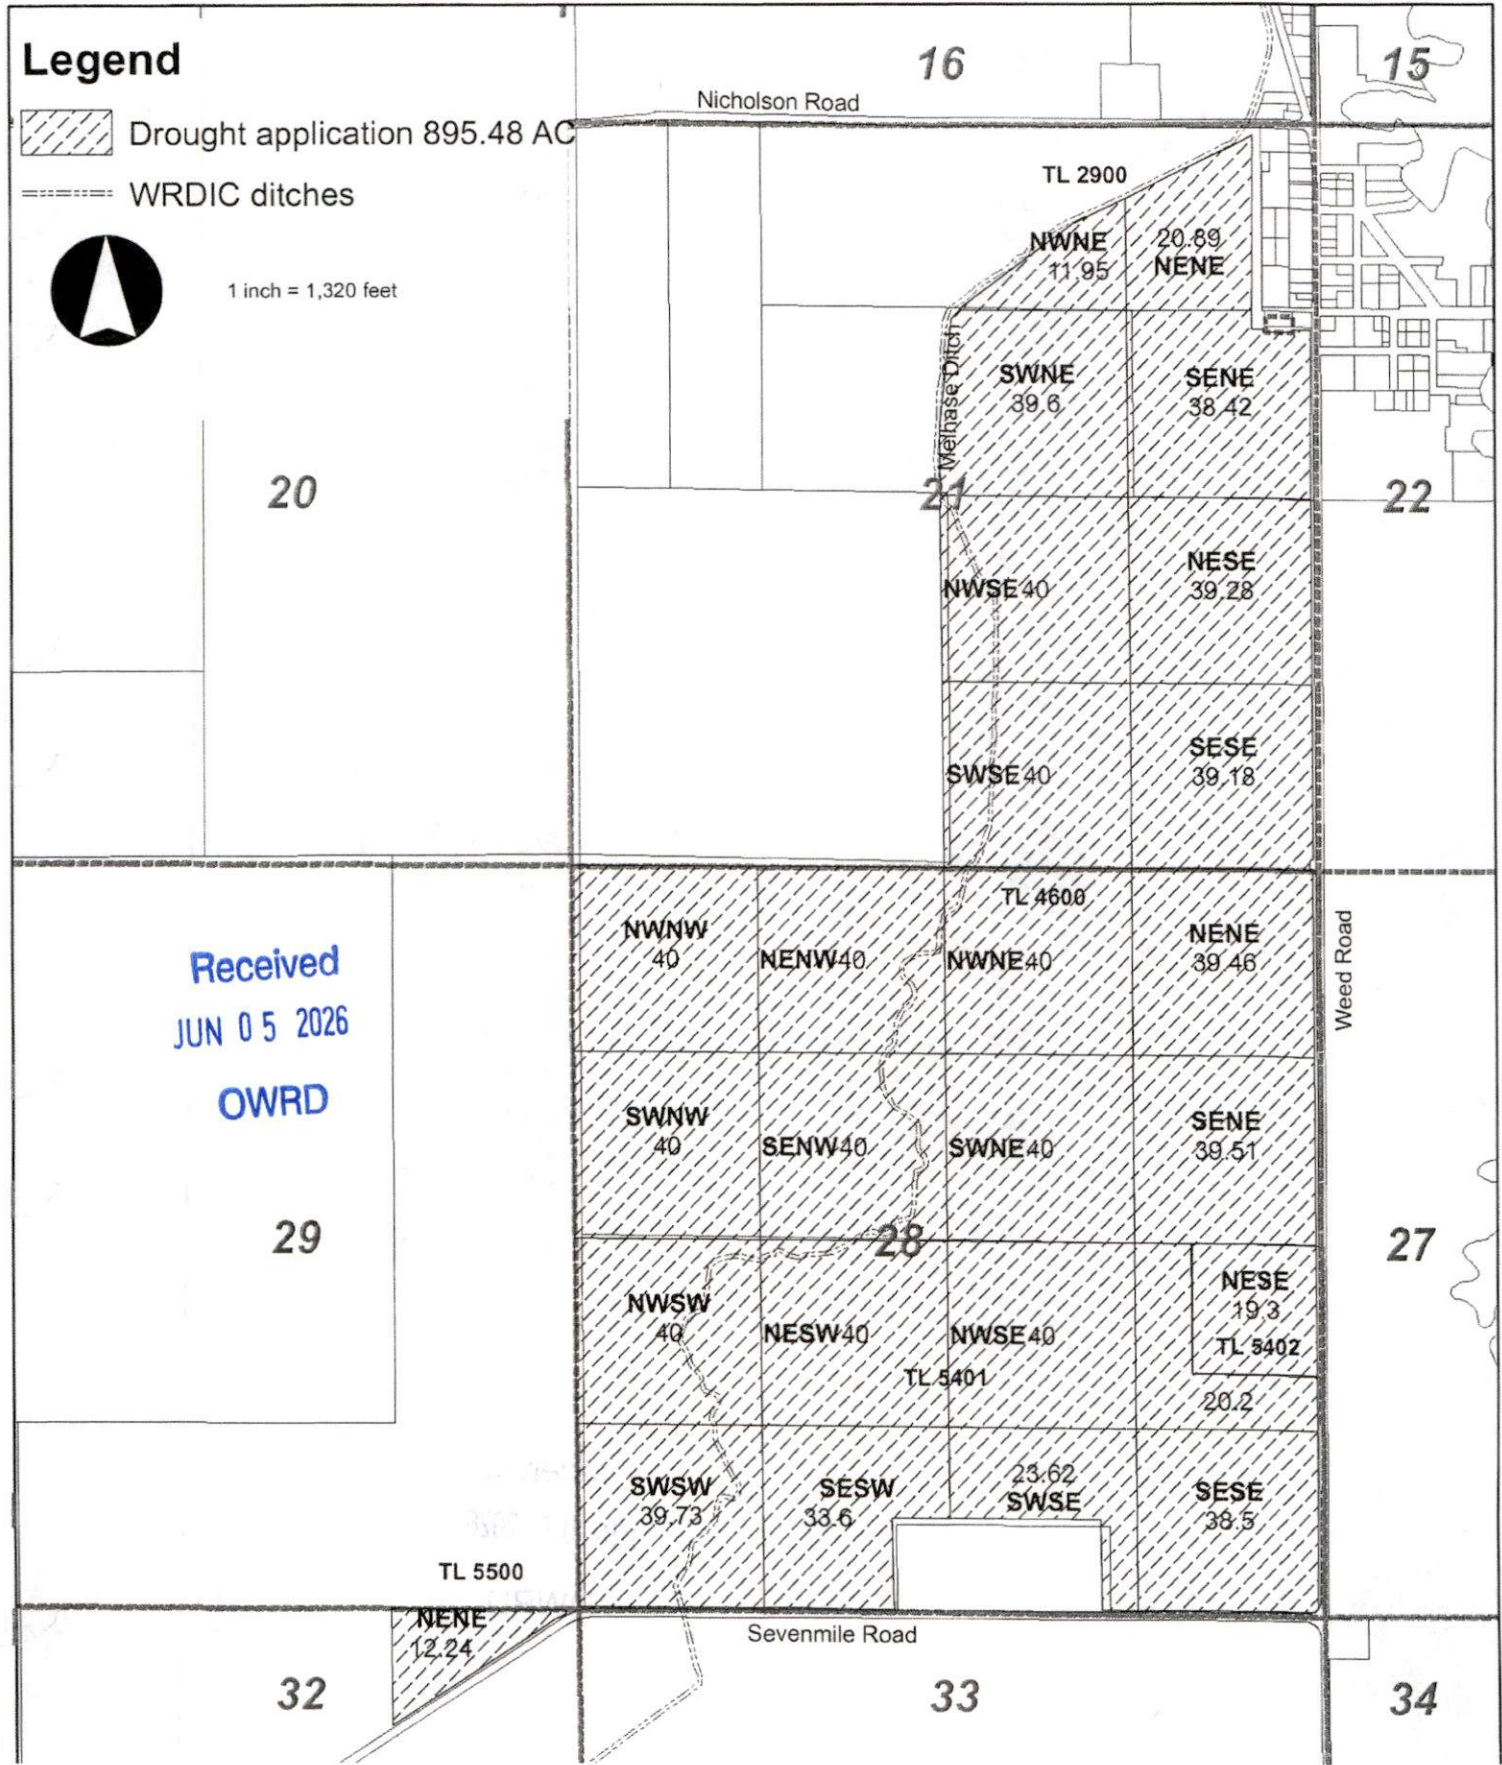 Legend
Drought application 895.48 AC
WRDIC ditches
1 inch = 1,320 feet
16
15
Nicholson Road
TL 2900
NWNE
11.95
20.89
NENE
Melhase Ditch
SWNE
39.6
SENE
38.42
20
21
22
NWSE 40
NESE
39.28
SWSE 40
SESE
39.18
TL 4600
NWNW
40
NENW 40
NWNE 40
NENE
39.46
Weed Road
Received
JUN 05 2026
OWRD
SWNW
40
SENW 40
SWNE 40
SENE
39.51
29
28
27
NWSW
40
NESW 40
NWSE 40
NESE
19.3
TL 5402
TL 5401
20.2
SWSW
39.73
SESW
33.6
23.62
SWSE
SESE
38.5
TL 5500
NENE
12.24
Sevenmile Road
32
33
34